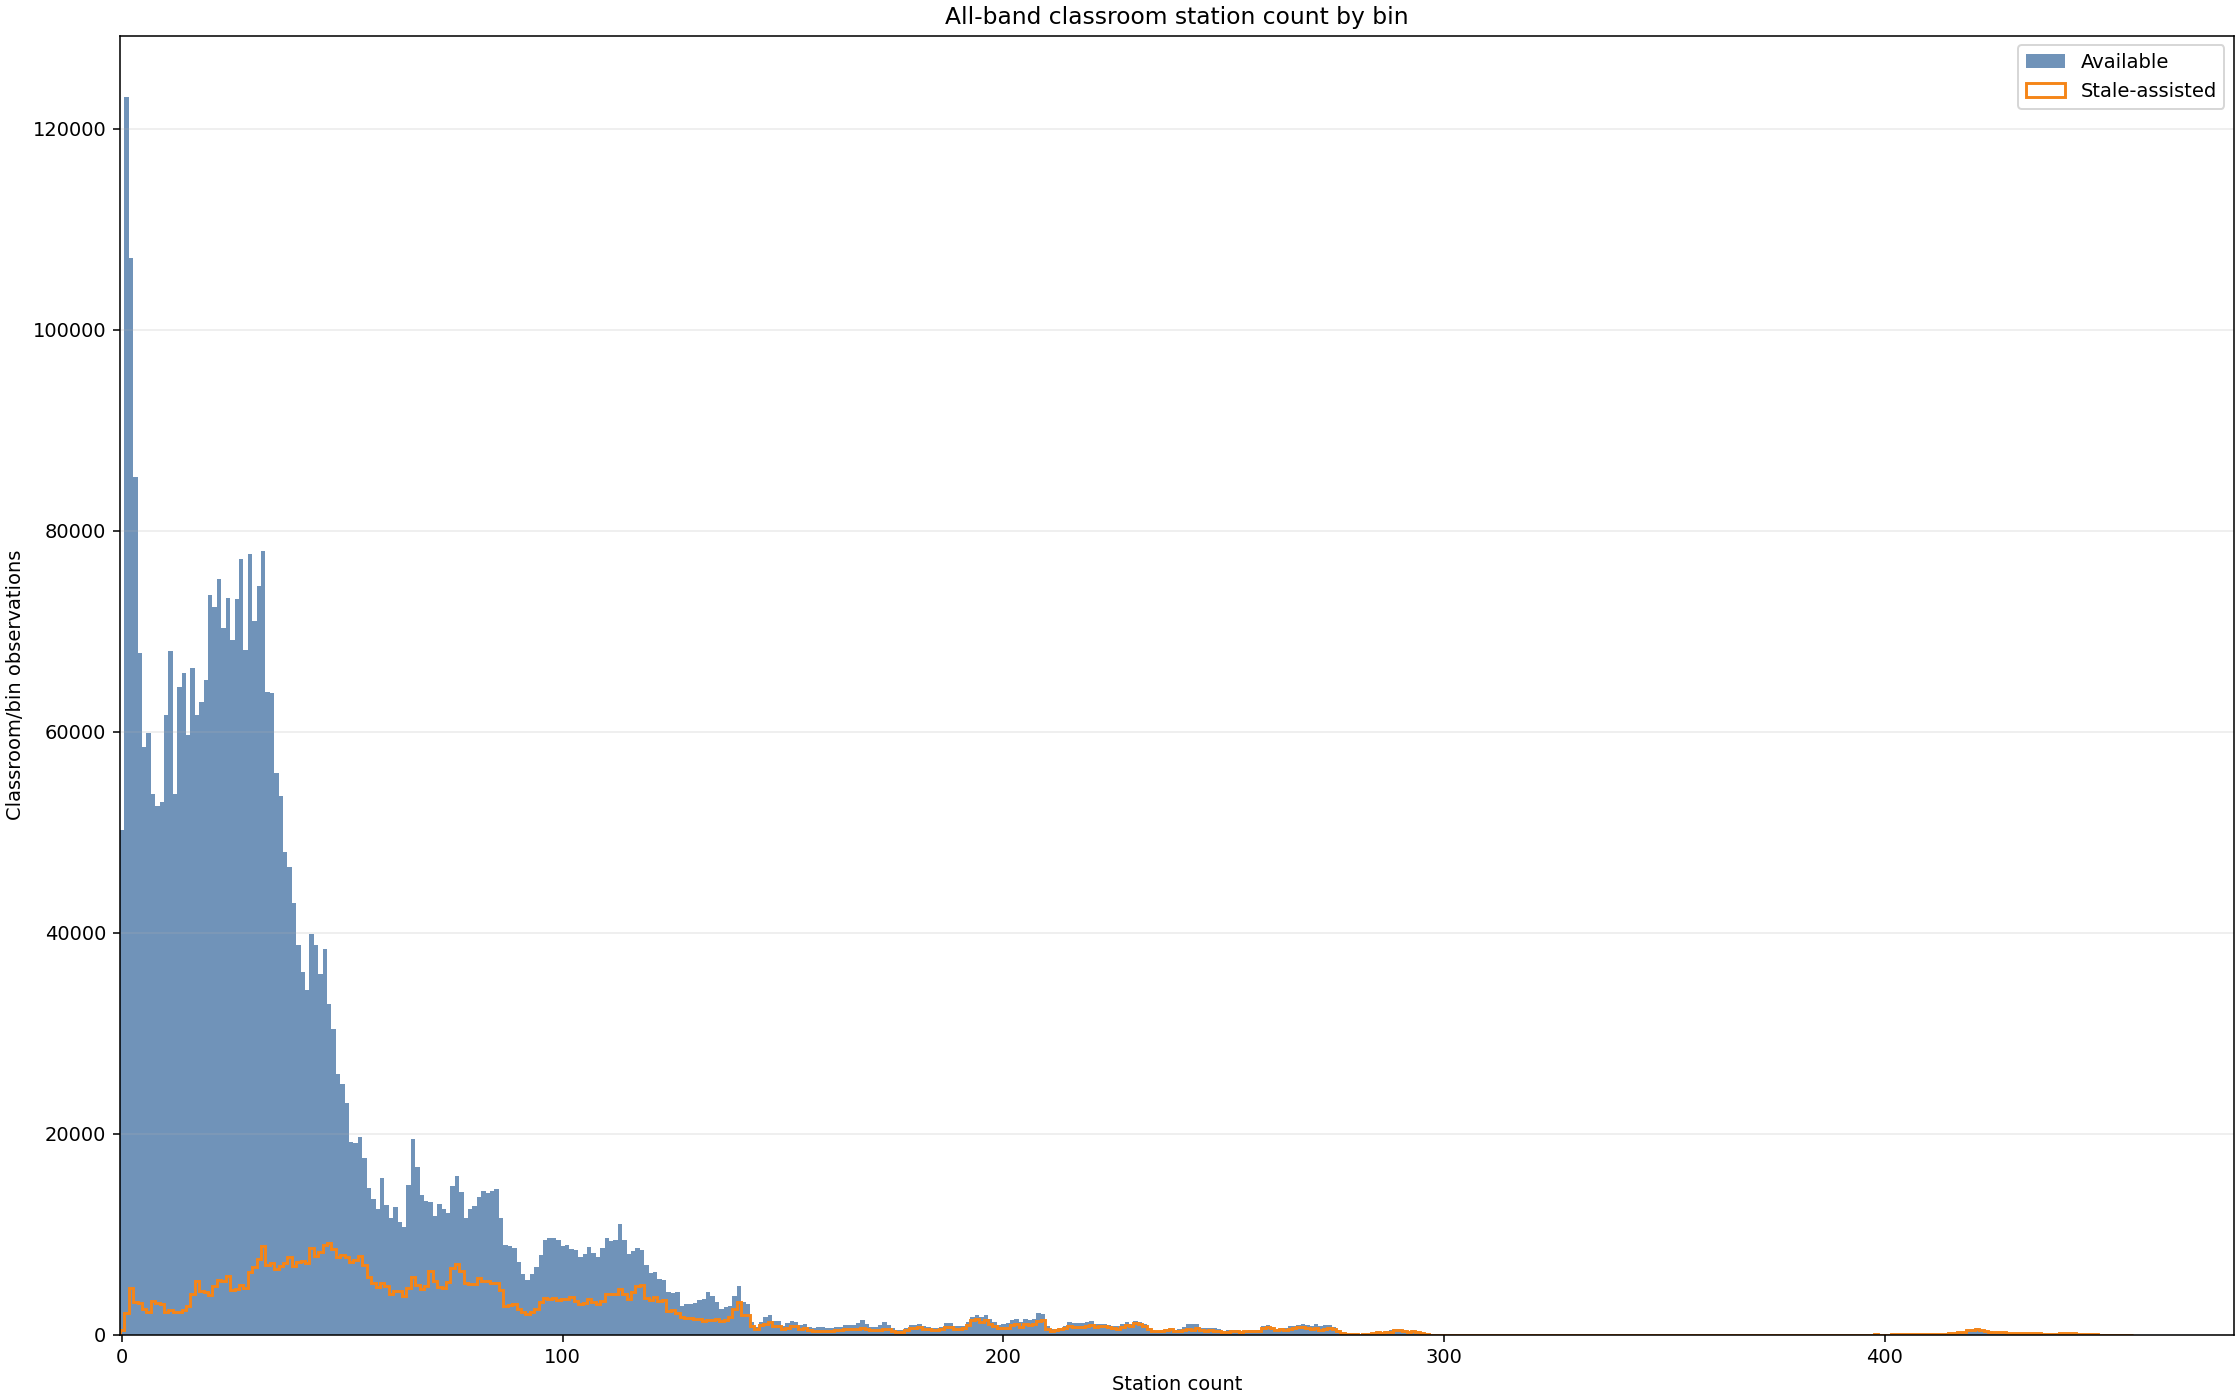 All-band classroom station count by bin
Available
Stale-assisted
120000
100000
80000
60000
40000
20000
0
Classroom/bin observations
0 100 200 300 400
Station count